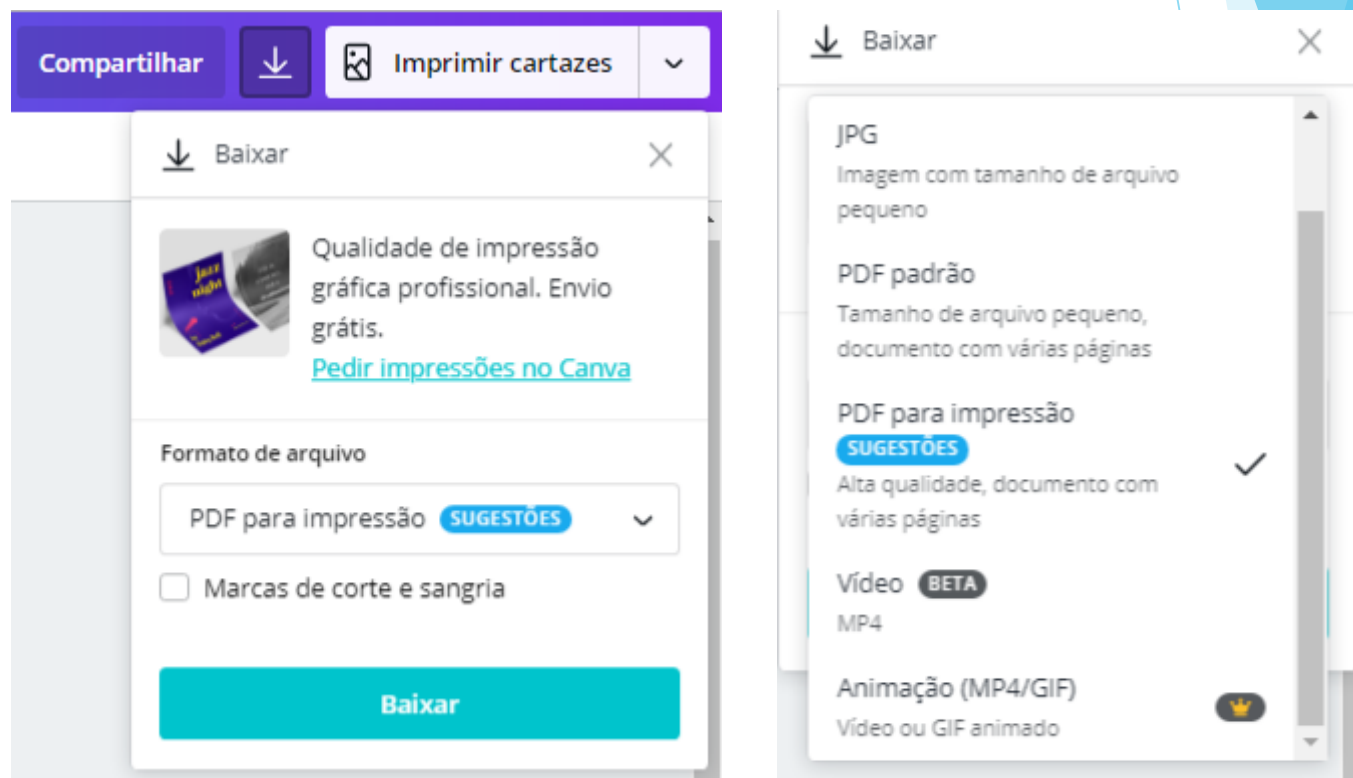 Compartilhar
Imprimir cartazes
Baixar
jazz
night
Qualidade de impressão
gráfica profissional. Envio
grátis.
Pedir impressões no Canva
Formato de arquivo
PDF para impressão SUGESTÕES
Marcas de corte e sangria
Baixar
Baixar
JPG
Imagem com tamanho de arquivo
pequeno
PDF padrão
Tamanho de arquivo pequeno,
documento com várias páginas
PDF para impressão
SUGESTÕES
Alta qualidade, documento com
várias páginas
Vídeo BETA
MP4
Animação (MP4/GIF)
Vídeo ou GIF animado